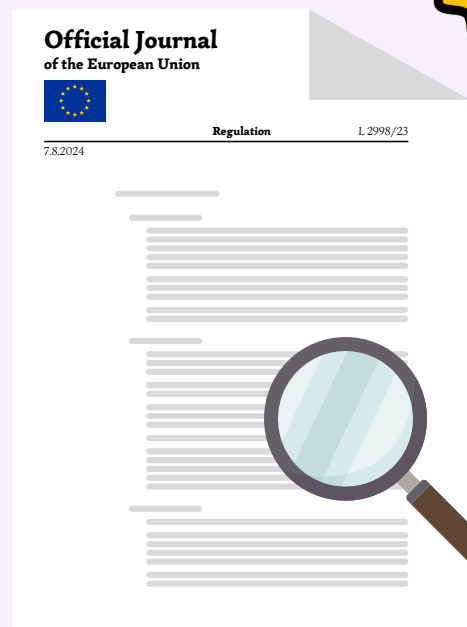 Official Journal
of the European Union
Regulation L 2998/23
7.8.2024